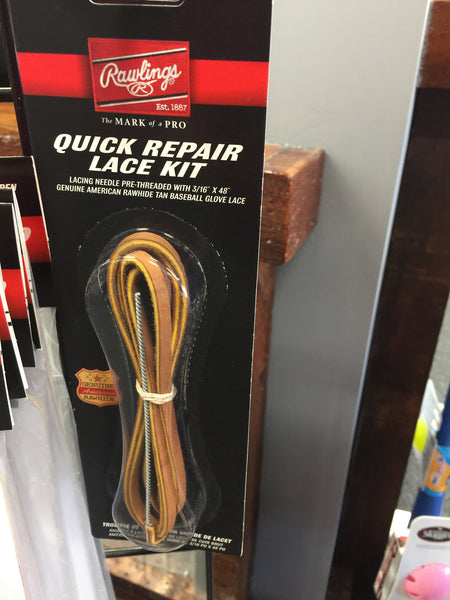 Rawlings
R
Est. 1887
The MARK of a PRO
QUICK REPAIR
LACE KIT
LACING NEEDLE PRE-THREADED WITH 3/16" X 48"
GENUINE AMERICAN RAWHIDE TAN BASEBALL GLOVE LACE
GENUINE
American
RAWHIDE